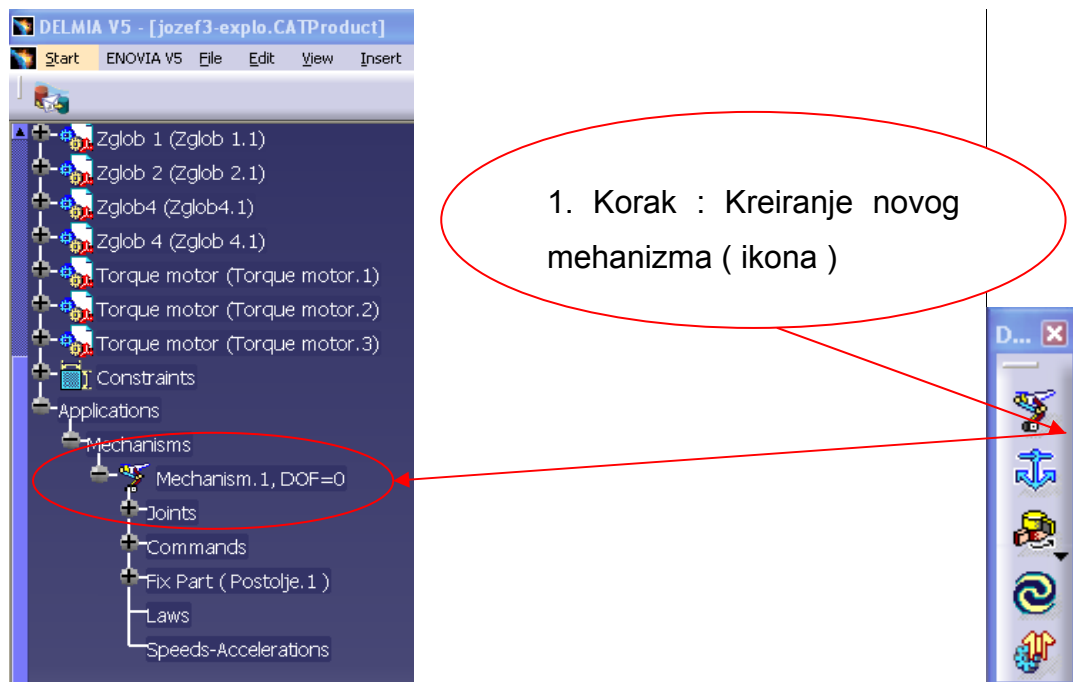 DELMIA V5 - [jozef3-explo.CATProduct]
Start ENOVIA V5 File Edit View Insert
Zglob 1 (Zglob 1.1)
Zglob 2 (Zglob 2.1)
Zglob4 (Zglob4.1)
Zglob 4 (Zglob 4.1)
Torque motor (Torque motor.1)
Torque motor (Torque motor.2)
Torque motor (Torque motor.3)
Constraints
Applications
Mechanisms
Mechanism.1, DOF=0
Joints
Commands
Fix Part ( Postolje.1 )
Laws
Speeds-Accelerations
1. Korak : Kreiranje novog
mehanizma ( ikona )
D...